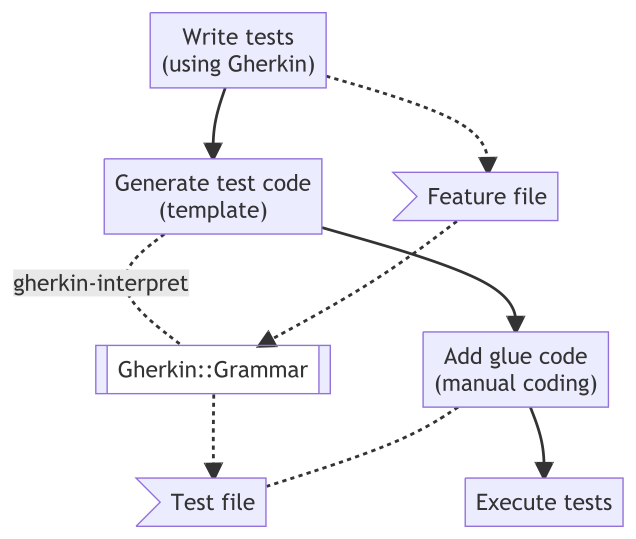 Write tests
(using Gherkin)
Generate test code
(template)
Feature file
gherkin-interpret
Gherkin::Grammar
Add glue code
(manual coding)
Test file
Execute tests